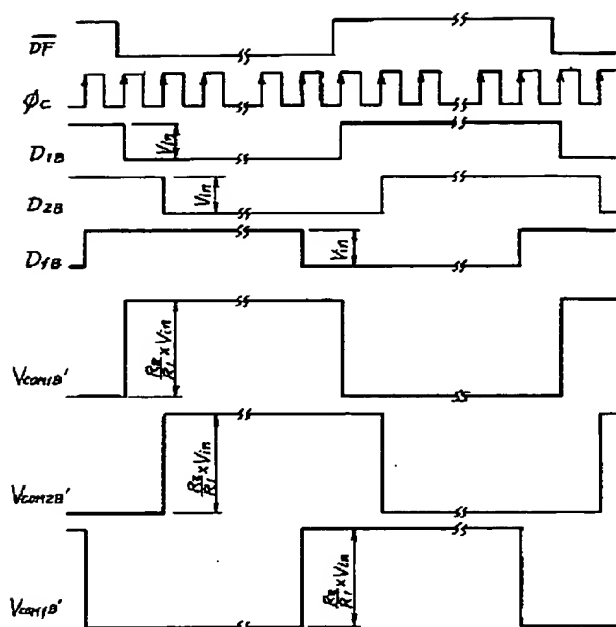 DF
φc
D1B
Vin
D2B
Vin
DfB
Vin
VCOM1B'
R2/R1 × Vin
VCOM2B'
R2/R1 × Vin
VCOMfB'
R2/R1 × Vin